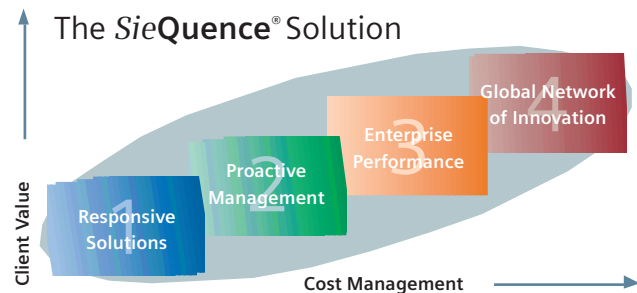 The SieQuence® Solution
4
Global Network
of Innovation
3
Enterprise
Performance
2
Proactive
Management
1
Responsive
Solutions
Client Value
Cost Management